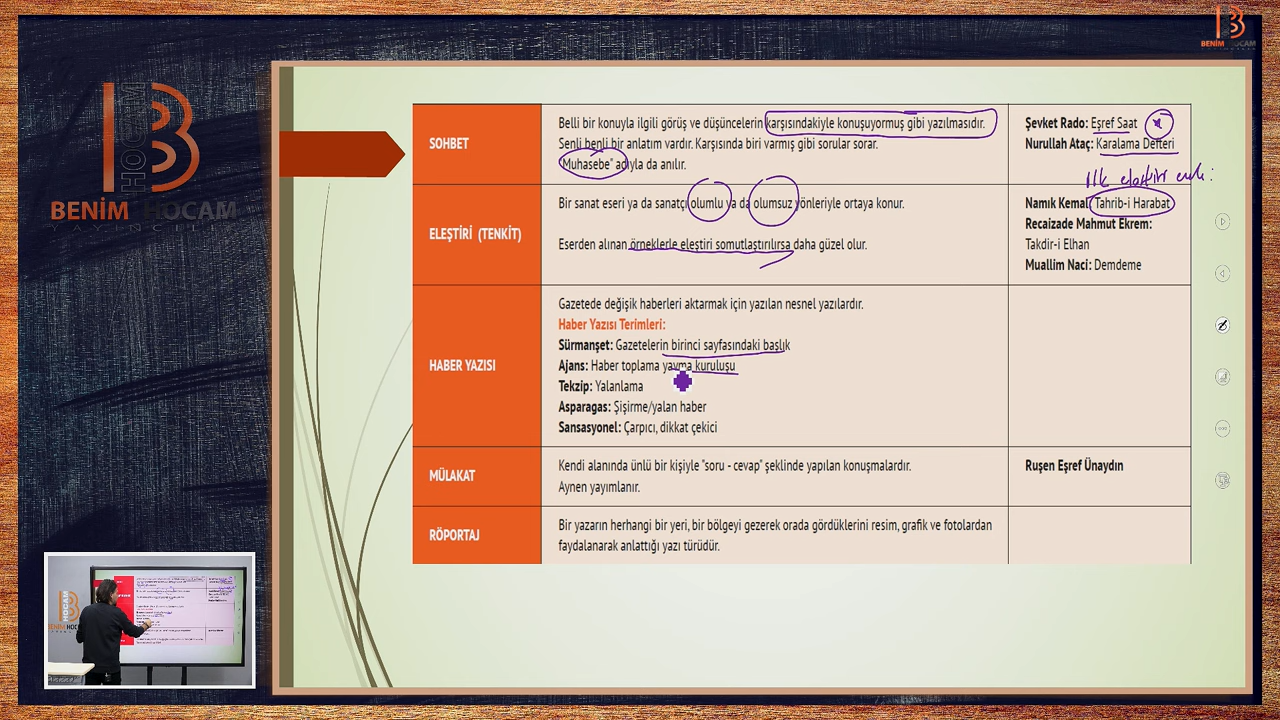 BENİM HOCAM
HOCAM
BENİM HOCAM
YAYINCILIK
SOHBET
Belli bir konuyla ilgili görüş ve düşüncelerin karşısındakiyle konuşuyormuş gibi yazılmasıdır.
Senli benli bir anlatım vardır. Karşısında biri varmış gibi sorular sorar.
"Muhasebe" adıyla da anılır.
Şevket Rado: Eşref Saat
Nurullah Ataç: Karalama Defteri
ilk eleştiri
ELEŞTİRİ (TENKİT)
Bir sanat eseri ya da sanatçı olumlu ya da olumsuz yönleriyle ortaya konur.
Eserden alınan örneklerle eleştiri somutlaştırılırsa daha güzel olur.
Namık Kemal: Tahrib-i Harabat
Recaizade Mahmut Ekrem:
Takdir-i Elhan
Muallim Naci: Demdeme
HABER YAZISI
Gazetede değişik haberleri aktarmak için yazılan nesnel yazılardır.
Haber Yazısı Terimleri:
Sürmanşet: Gazetelerin birinci sayfasındaki başlık
Ajans: Haber toplama yayma kuruluşu
Tekzip: Yalanlama
Asparagas: Şişirme/yalan haber
Sansasyonel: Çarpıcı, dikkat çekici
MÜLAKAT
Kendi alanında ünlü bir kişiyle "soru - cevap" şeklinde yapılan konuşmalardır.
Aynen yayımlanır.
Ruşen Eşref Ünaydın
RÖPORTAJ
Bir yazarın herhangi bir yeri, bir bölgeyi gezerek orada gördüklerini resim, grafik ve fotolardan
faydalanarak anlattığı yazı türüdür.